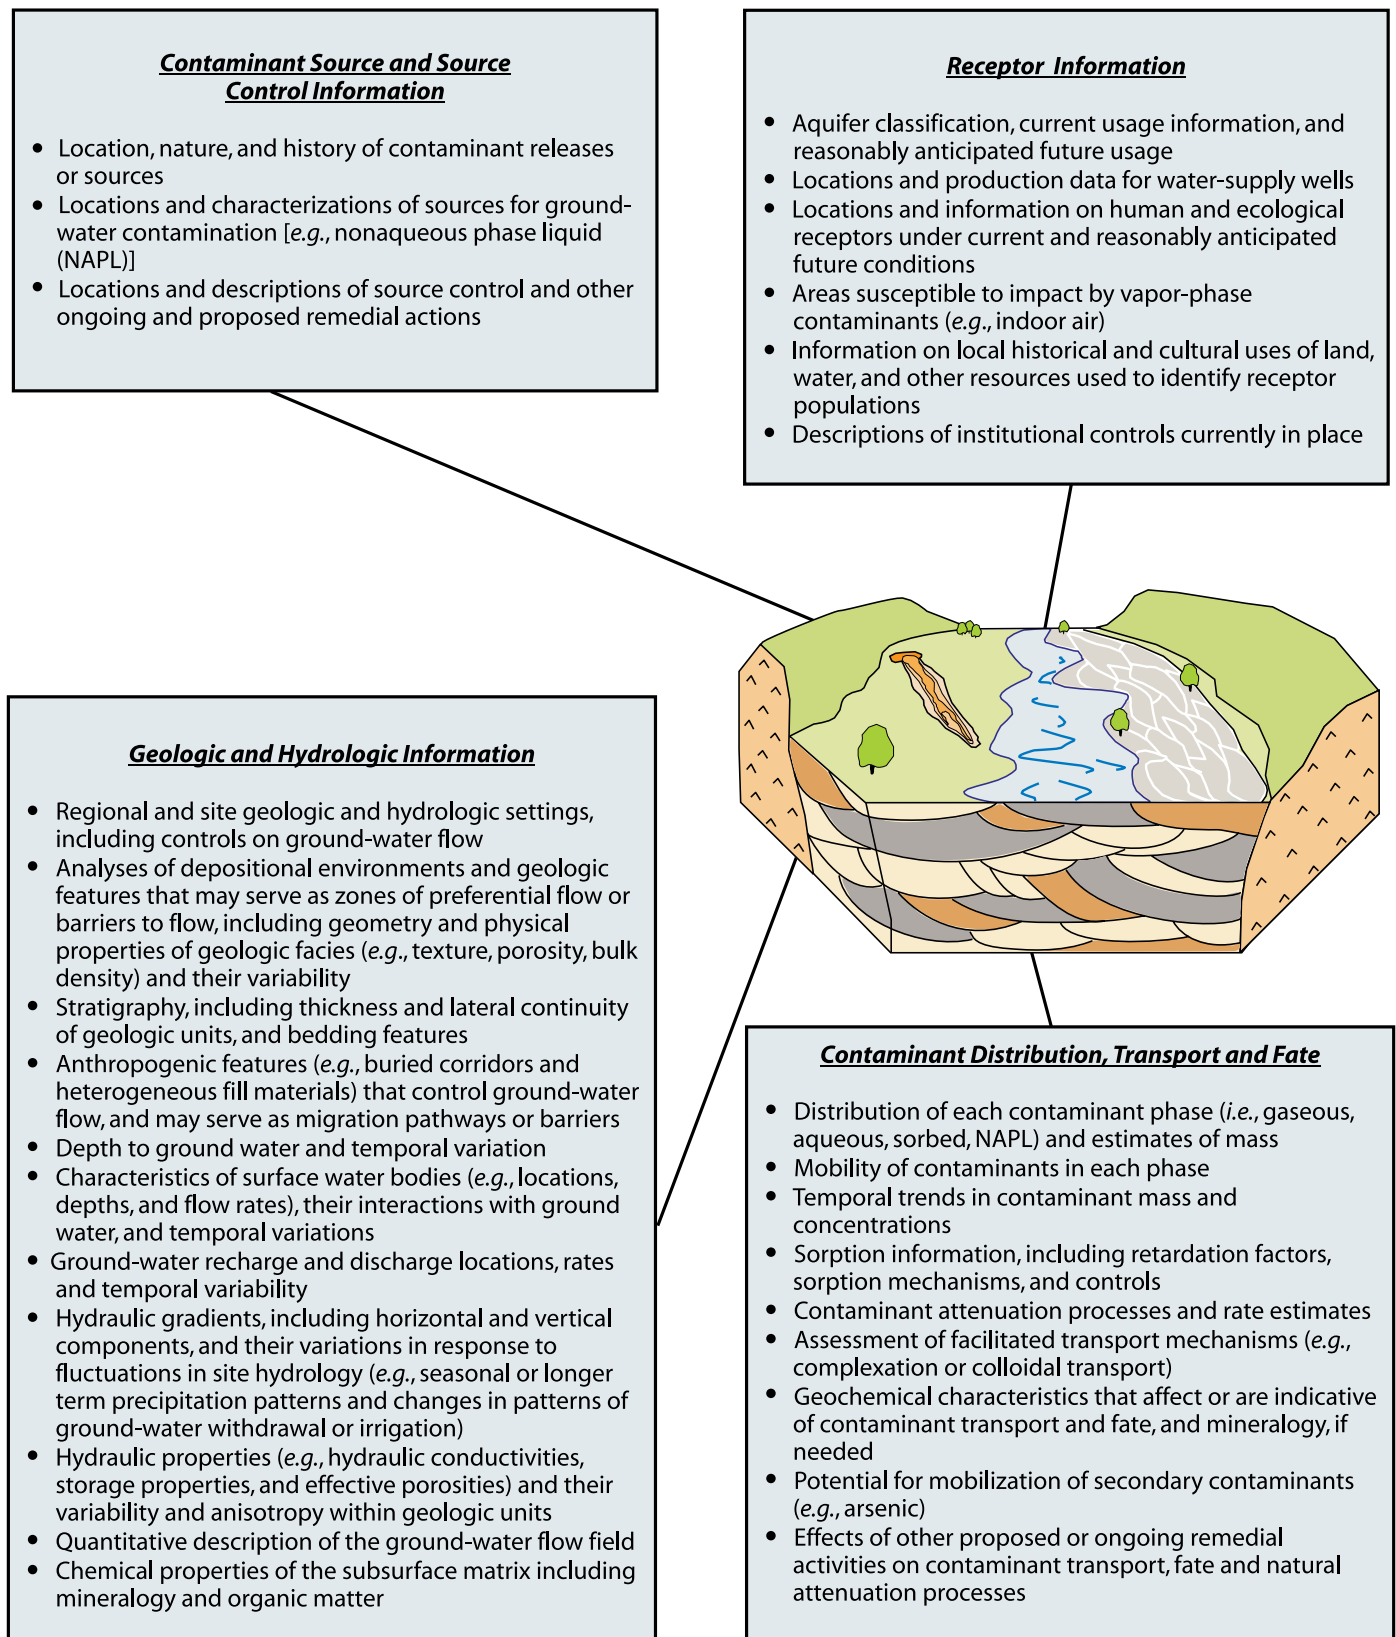 Contaminant Source and Source
Control Information
• Location, nature, and history of contaminant releases
or sources
• Locations and characterizations of sources for ground-
water contamination [e.g., nonaqueous phase liquid
(NAPL)]
• Locations and descriptions of source control and other
ongoing and proposed remedial actions
Receptor Information
• Aquifer classification, current usage information, and
reasonably anticipated future usage
• Locations and production data for water-supply wells
• Locations and information on human and ecological
receptors under current and reasonably anticipated
future conditions
• Areas susceptible to impact by vapor-phase
contaminants (e.g., indoor air)
• Information on local historical and cultural uses of land,
water, and other resources used to identify receptor
populations
• Descriptions of institutional controls currently in place
Geologic and Hydrologic Information
• Regional and site geologic and hydrologic settings,
including controls on ground-water flow
• Analyses of depositional environments and geologic
features that may serve as zones of preferential flow or
barriers to flow, including geometry and physical
properties of geologic facies (e.g., texture, porosity, bulk
density) and their variability
• Stratigraphy, including thickness and lateral continuity
of geologic units, and bedding features
• Anthropogenic features (e.g., buried corridors and
heterogeneous fill materials) that control ground-water
flow, and may serve as migration pathways or barriers
• Depth to ground water and temporal variation
• Characteristics of surface water bodies (e.g., locations,
depths, and flow rates), their interactions with ground
water, and temporal variations
• Ground-water recharge and discharge locations, rates
and temporal variability
• Hydraulic gradients, including horizontal and vertical
components, and their variations in response to
fluctuations in site hydrology (e.g., seasonal or longer
term precipitation patterns and changes in patterns of
ground-water withdrawal or irrigation)
• Hydraulic properties (e.g., hydraulic conductivities,
storage properties, and effective porosities) and their
variability and anisotropy within geologic units
• Quantitative description of the ground-water flow field
• Chemical properties of the subsurface matrix including
mineralogy and organic matter
Contaminant Distribution, Transport and Fate
• Distribution of each contaminant phase (i.e., gaseous,
aqueous, sorbed, NAPL) and estimates of mass
• Mobility of contaminants in each phase
• Temporal trends in contaminant mass and
concentrations
• Sorption information, including retardation factors,
sorption mechanisms, and controls
• Contaminant attenuation processes and rate estimates
• Assessment of facilitated transport mechanisms (e.g.,
complexation or colloidal transport)
• Geochemical characteristics that affect or are indicative
of contaminant transport and fate, and mineralogy, if
needed
• Potential for mobilization of secondary contaminants
(e.g., arsenic)
• Effects of other proposed or ongoing remedial
activities on contaminant transport, fate and natural
attenuation processes